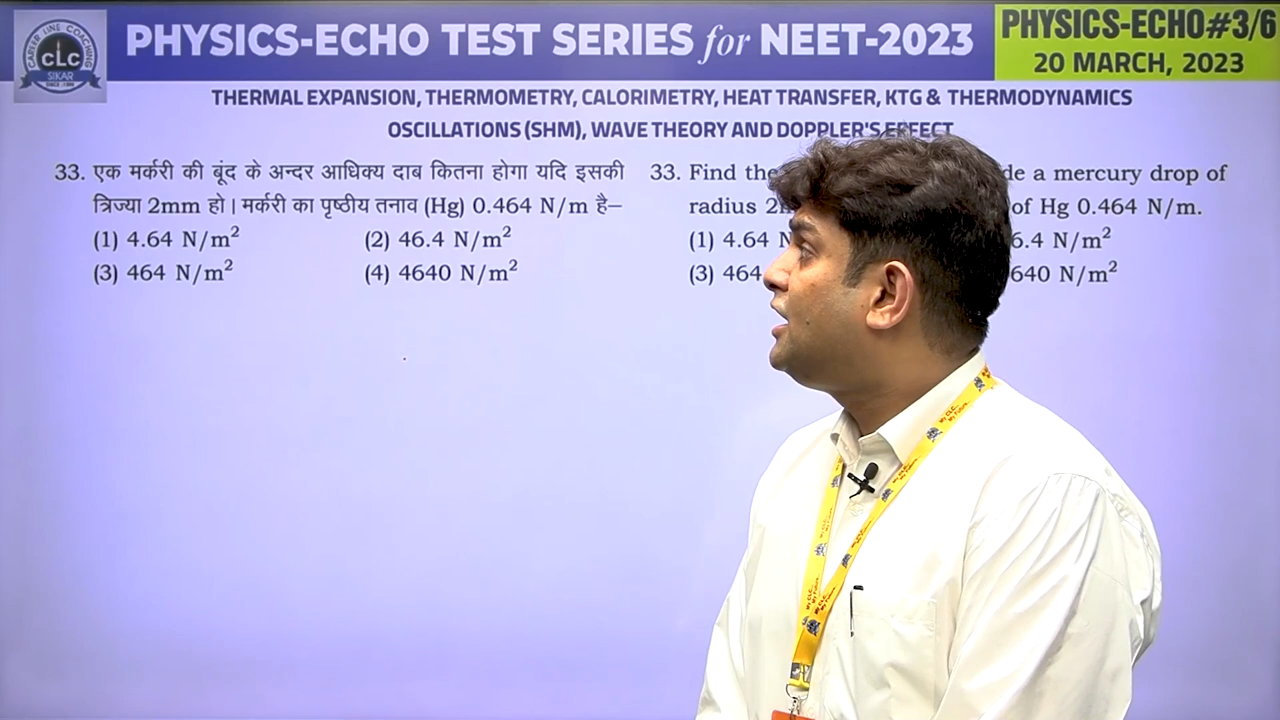 CAREER LINE COACHING
CLC
SIKAR
SINCE : 1996
PHYSICS-ECHO TEST SERIES for NEET-2023
PHYSICS-ECHO#3/6
20 MARCH, 2023
THERMAL EXPANSION, THERMOMETRY, CALORIMETRY, HEAT TRANSFER, KTG & THERMODYNAMICS
OSCILLATIONS (SHM), WAVE THEORY AND DOPPLER'S EFFECT
33. एक मर्करी की बूंद के अन्दर आधिक्य दाब कितना होगा यदि इसकी
त्रिज्या 2mm हो। मर्करी का पृष्ठीय तनाव (Hg) 0.464 N/m है–
(1) 4.64 N/m² (2) 46.4 N/m²
(3) 464 N/m² (4) 4640 N/m²
33. Find the a mercury drop of
radius of Hg 0.464 N/m.
(1) 4.64 6.4 N/m²
(3) 464 640 N/m²